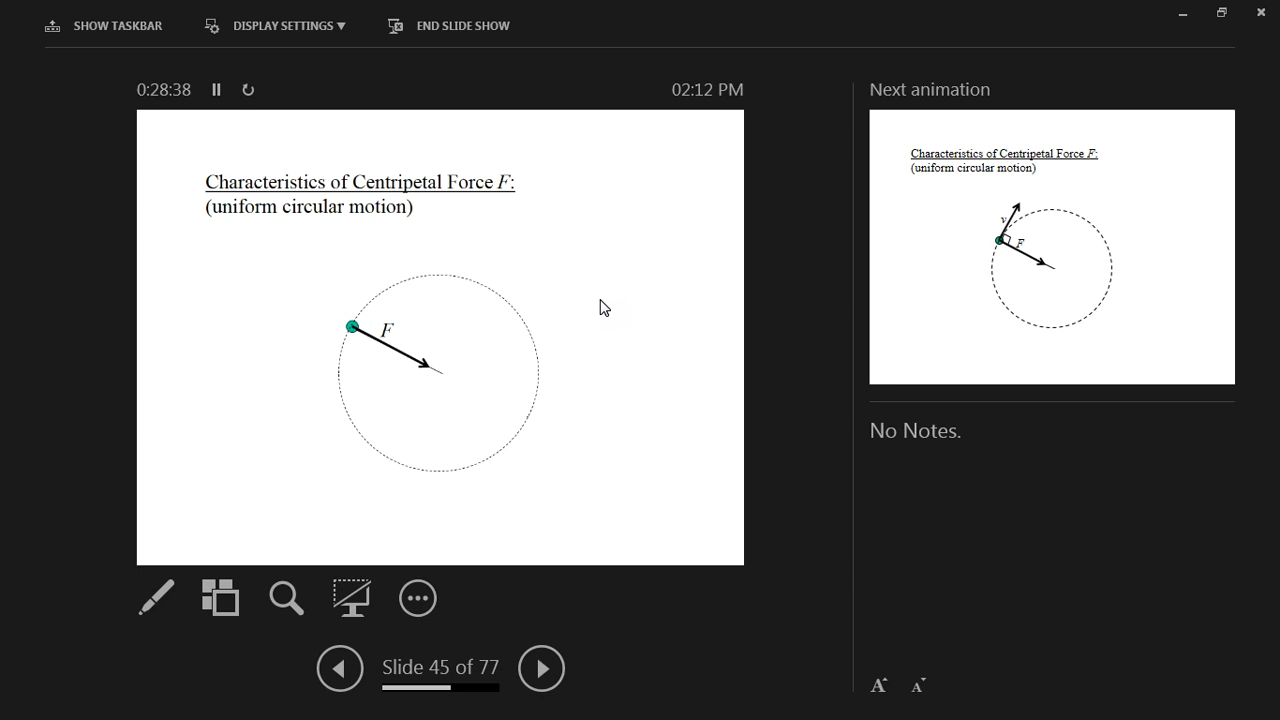 SHOW TASKBAR
DISPLAY SETTINGS ▼
END SLIDE SHOW
0:28:38
02:12 PM
Characteristics of Centripetal Force F:
(uniform circular motion)
F
Slide 45 of 77
Next animation
Characteristics of Centripetal Force F:
(uniform circular motion)
v
F
No Notes.
A
A